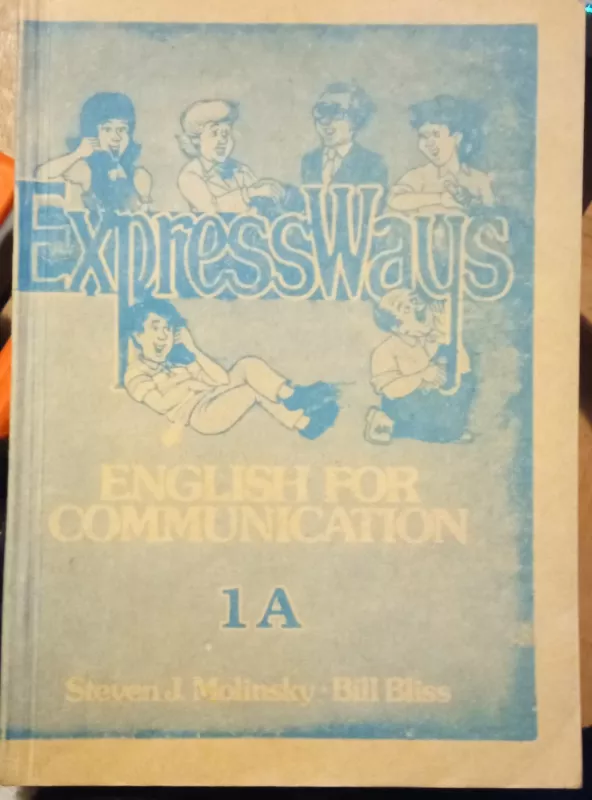 ExpressWays
ENGLISH FOR
COMMUNICATION
1A
Steven J. Molinsky · Bill Bliss